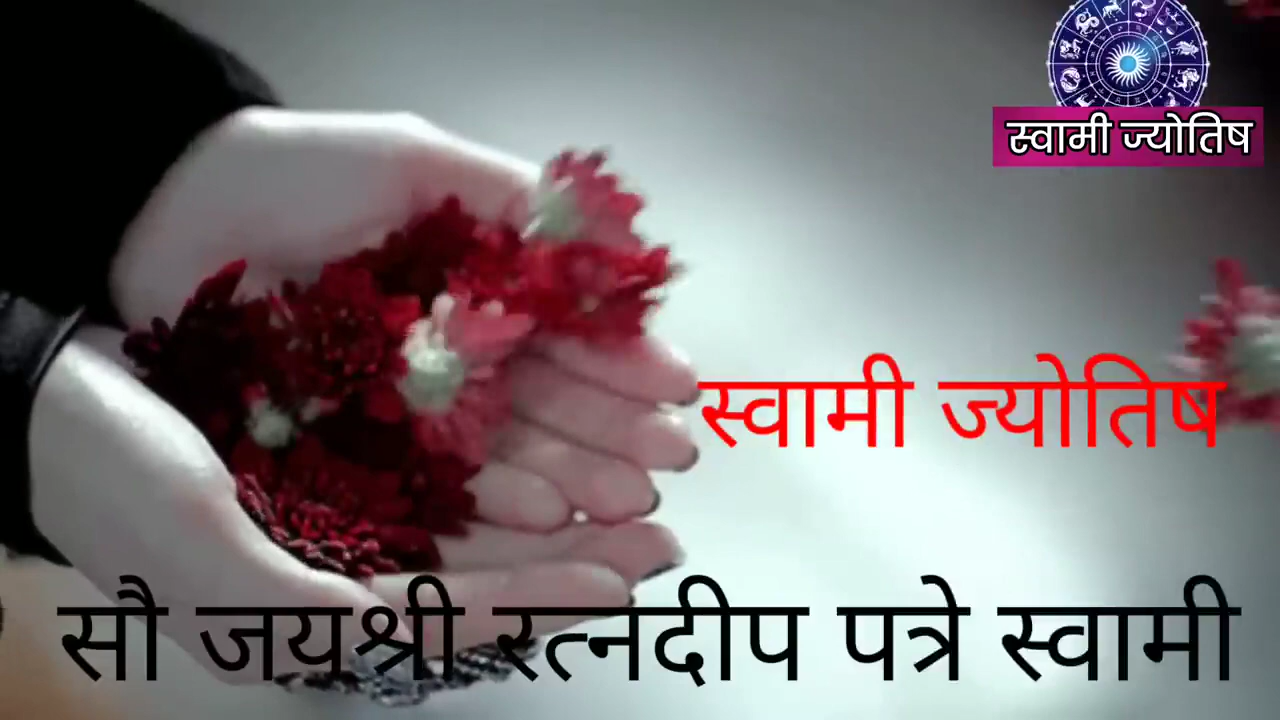 स्वामी ज्योतिष
स्वामी ज्योतिष
सौ जयश्री रत्नदीप पत्रे स्वामी